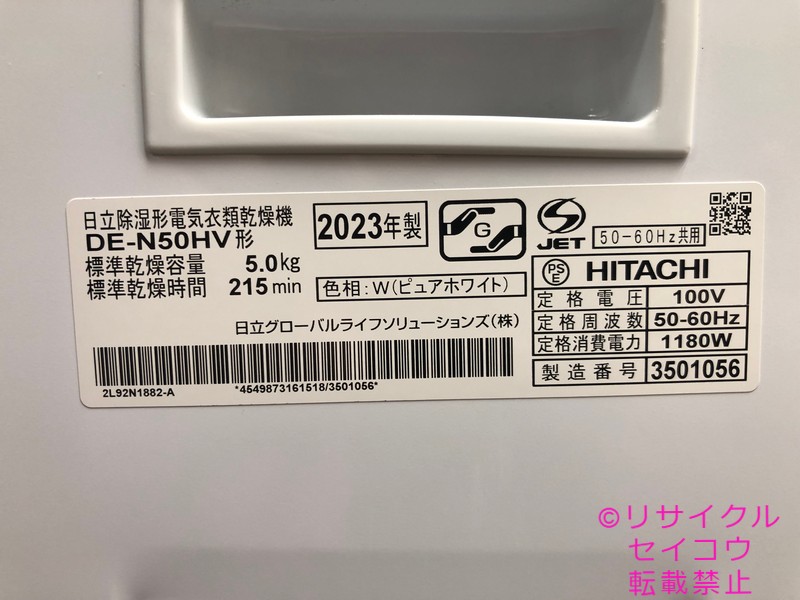 日立除湿形電気衣類乾燥機
DE-N50HV形
標準乾燥容量 5.0kg
標準乾燥時間 215min
2023年製
色相:W(ピュアホワイト)
G
S
JET
50-60Hz共用
日立グローバルライフソリューションズ(株)
2L92N1882-A
*4549873161518/3501056*
PS
E
HITACHI
定格電圧 100V
定格周波数 50-60Hz
定格消費電力 1180W
製造番号 3501056
©リサイクル
セイコウ
転載禁止